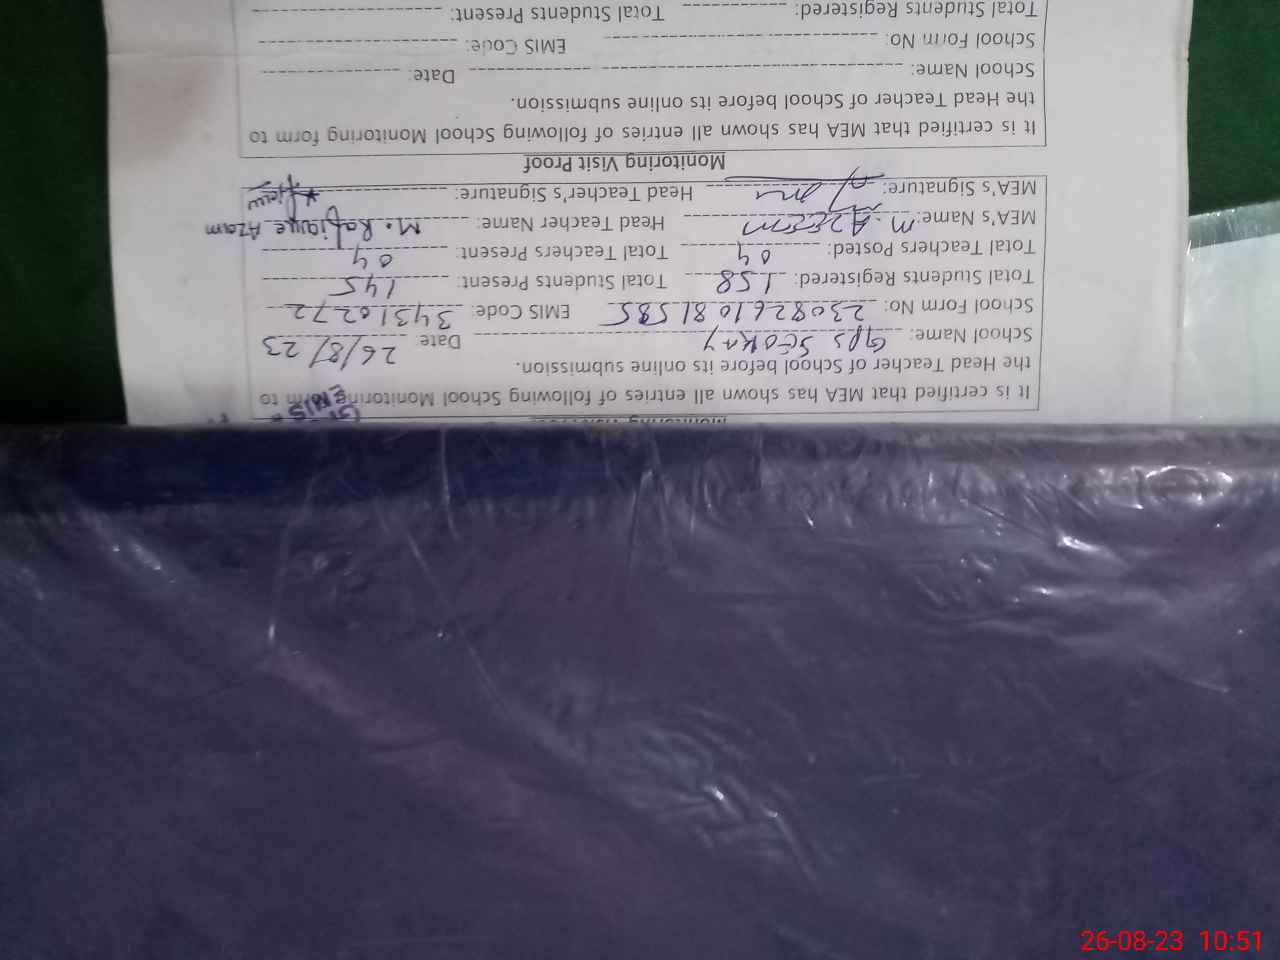 Monitoring Visit Proof
It is certified that MEA has shown all entries of following School Monitoring form to
the Head Teacher of School before its online submission.
School Name: GPS Date: 26/8/23
School Form No: 2308261081585 EMIS Code: 34310272
Total Students Registered: 158 Total Students Present: 145
Total Teachers Posted: 04 Total Teachers Present: 04
MEA's Name: M. Azeem Head Teacher Name: M. Rafique Azam
MEA's Signature: Head Teacher's Signature:
Monitoring Visit Proof
It is certified that MEA has shown all entries of following School Monitoring form to
the Head Teacher of School before its online submission.
School Name: Date:
School Form No: EMIS Code:
Total Students Registered: Total Students Present:
26-08-23 10:51